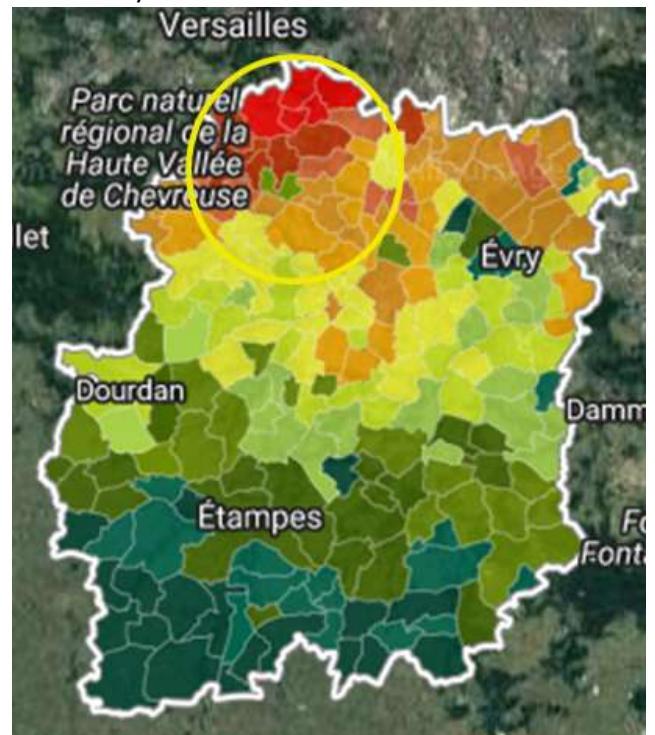 Versailles
Parc naturel
régional de la
Haute Vallée
de Chevreuse
let
Évry
Dourdan
Damm
Étampes
Fo
Fonta